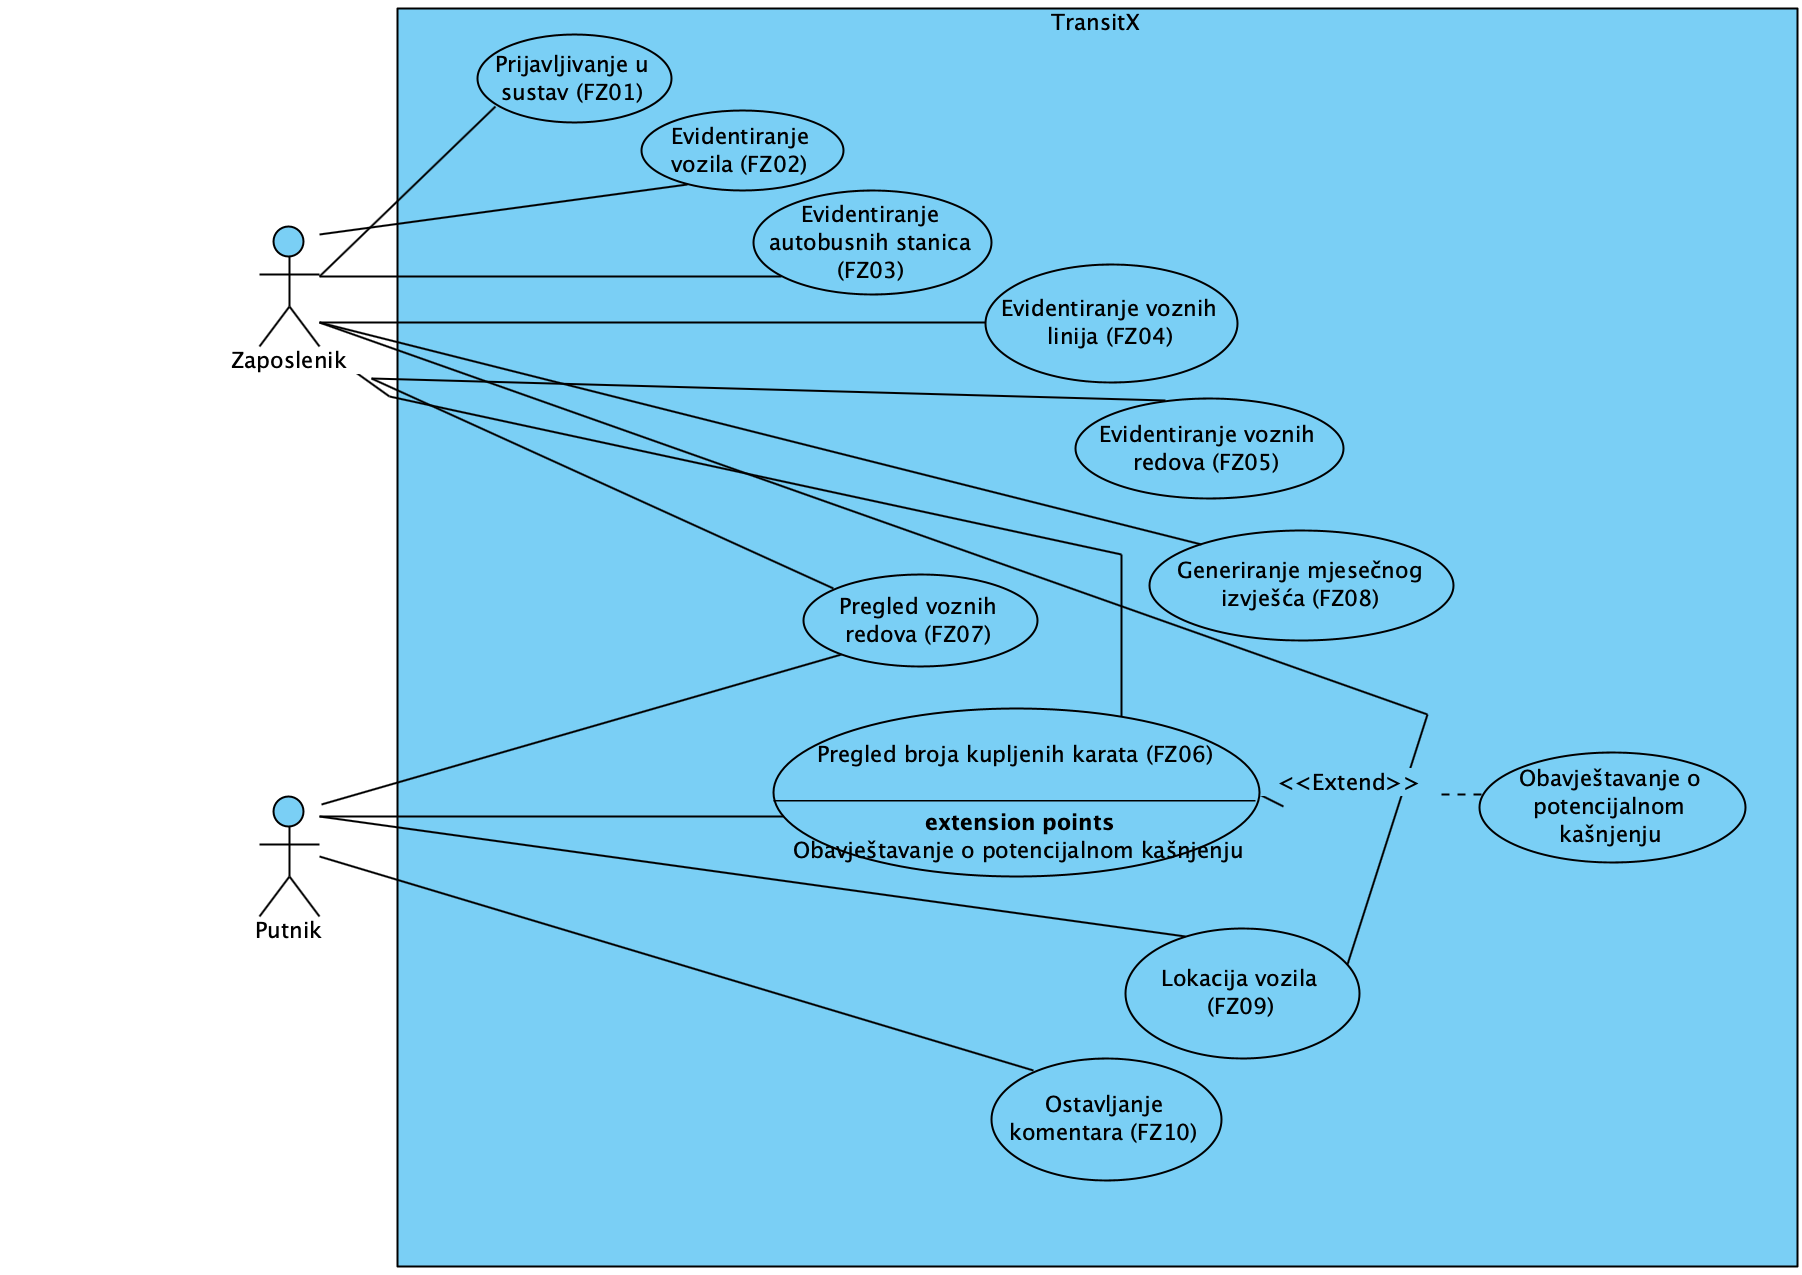 TransitX
Prijavljivanje u
sustav (FZ01)
Evidentiranje
vozila (FZ02)
Evidentiranje
autobusnih stanica
(FZ03)
Evidentiranje voznih
linija (FZ04)
Zaposlenik
Evidentiranje voznih
redova (FZ05)
Generiranje mjesečnog
izvješća (FZ08)
Pregled voznih
redova (FZ07)
Pregled broja kupljenih karata (FZ06)
extension points
Obavještavanje o potencijalnom kašnjenju
<<Extend>>
Obavještavanje o
potencijalnom
kašnjenju
Putnik
Lokacija vozila
(FZ09)
Ostavljanje
komentara (FZ10)